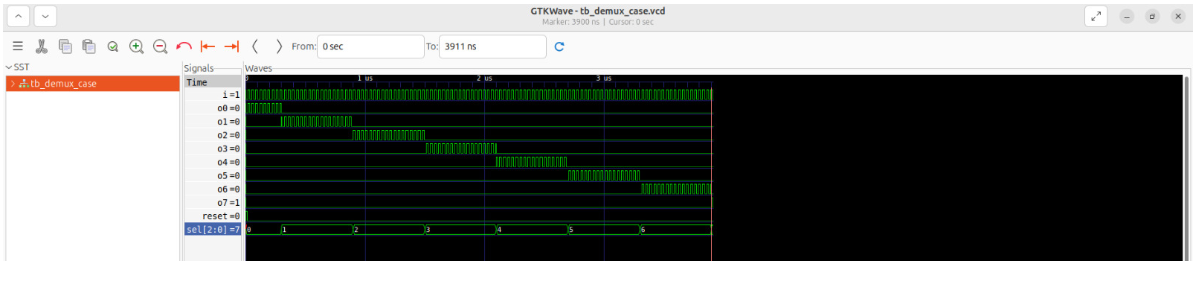 GTKWave - tb_demux_case.vcd
Marker: 3900 ns | Cursor: 0 sec
From: 0 sec To: 3911 ns
SST
tb_demux_case
Signals
Waves
Time
0 1 us 2 us 3 us
i =1
o0 =0
o1 =0
o2 =0
o3 =0
o4 =0
o5 =0
o6 =0
o7 =1
reset =0
sel[2:0] =7
0 1 2 3 4 5 6